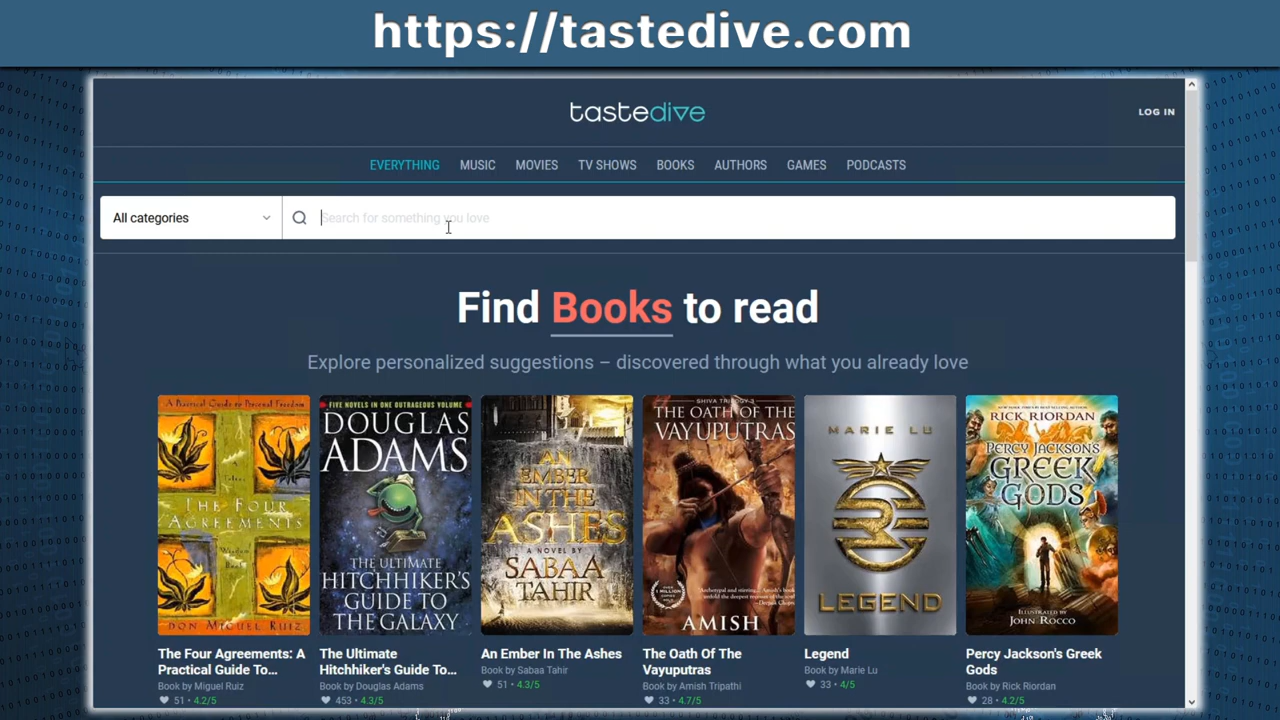 https://tastedive.com
tastedive
LOG IN
EVERYTHING MUSIC MOVIES TV SHOWS BOOKS AUTHORS GAMES PODCASTS
All categories
Search for something you love
Find Books to read
Explore personalized suggestions – discovered through what you already love
THE FOUR
AGREEMENTS
DON MIGUEL RUIZ
FIVE NOVELS IN ONE OUTRAGEOUS VOLUME
DOUGLAS
ADAMS
THE ULTIMATE
HITCHHIKER'S
GUIDE TO
THE GALAXY
AN
EMBER
IN THE
ASHES
A NOVEL BY
SABAA
TAHIR
SHIVA TRILOGY 3
THE OATH OF THE
VAYUPUTRAS
AMISH
MARIE LU
LEGEND
RICK RIORDAN
PERCY JACKSON'S
GREEK
GODS
ILLUSTRATED BY
JOHN ROCCO
The Four Agreements: A
Practical Guide To...
Book by Miguel Ruiz
51 • 4.2/5
The Ultimate
Hitchhiker's Guide To...
Book by Douglas Adams
453 • 4.3/5
An Ember In The Ashes
Book by Sabaa Tahir
51 • 4.3/5
The Oath Of The
Vayuputras
Book by Amish Tripathi
33 • 4.7/5
Legend
Book by Marie Lu
33 • 4/5
Percy Jackson's Greek
Gods
Book by Rick Riordan
28 • 4.2/5